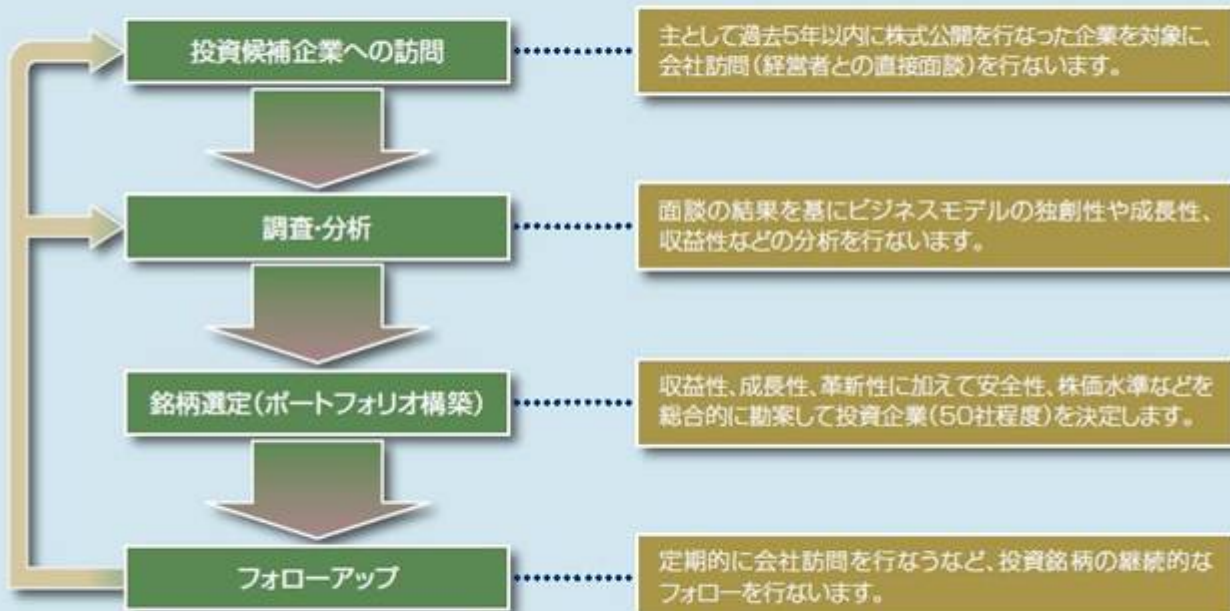 投資候補企業への訪問
主として過去5年以内に株式公開を行なった企業を対象に、
会社訪問(経営者との直接面談)を行ないます。
調査・分析
面談の結果を基にビジネスモデルの独創性や成長性、
収益性などの分析を行ないます。
銘柄選定(ポートフォリオ構築)
収益性、成長性、革新性に加えて安全性、株価水準などを
総合的に勘案して投資企業(50社程度)を決定します。
フォローアップ
定期的に会社訪問を行なうなど、投資銘柄の継続的な
フォローを行ないます。